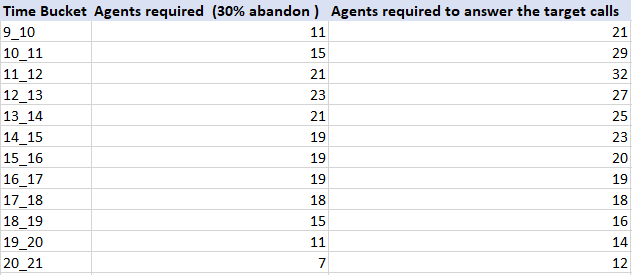 Time Bucket Agents required  (30% abandon ) Agents required to answer the target calls
9_10 11 21
10_11 15 29
11_12 21 32
12_13 23 27
13_14 21 25
14_15 19 23
15_16 19 20
16_17 19 19
17_18 18 18
18_19 15 16
19_20 11 14
20_21 7 12